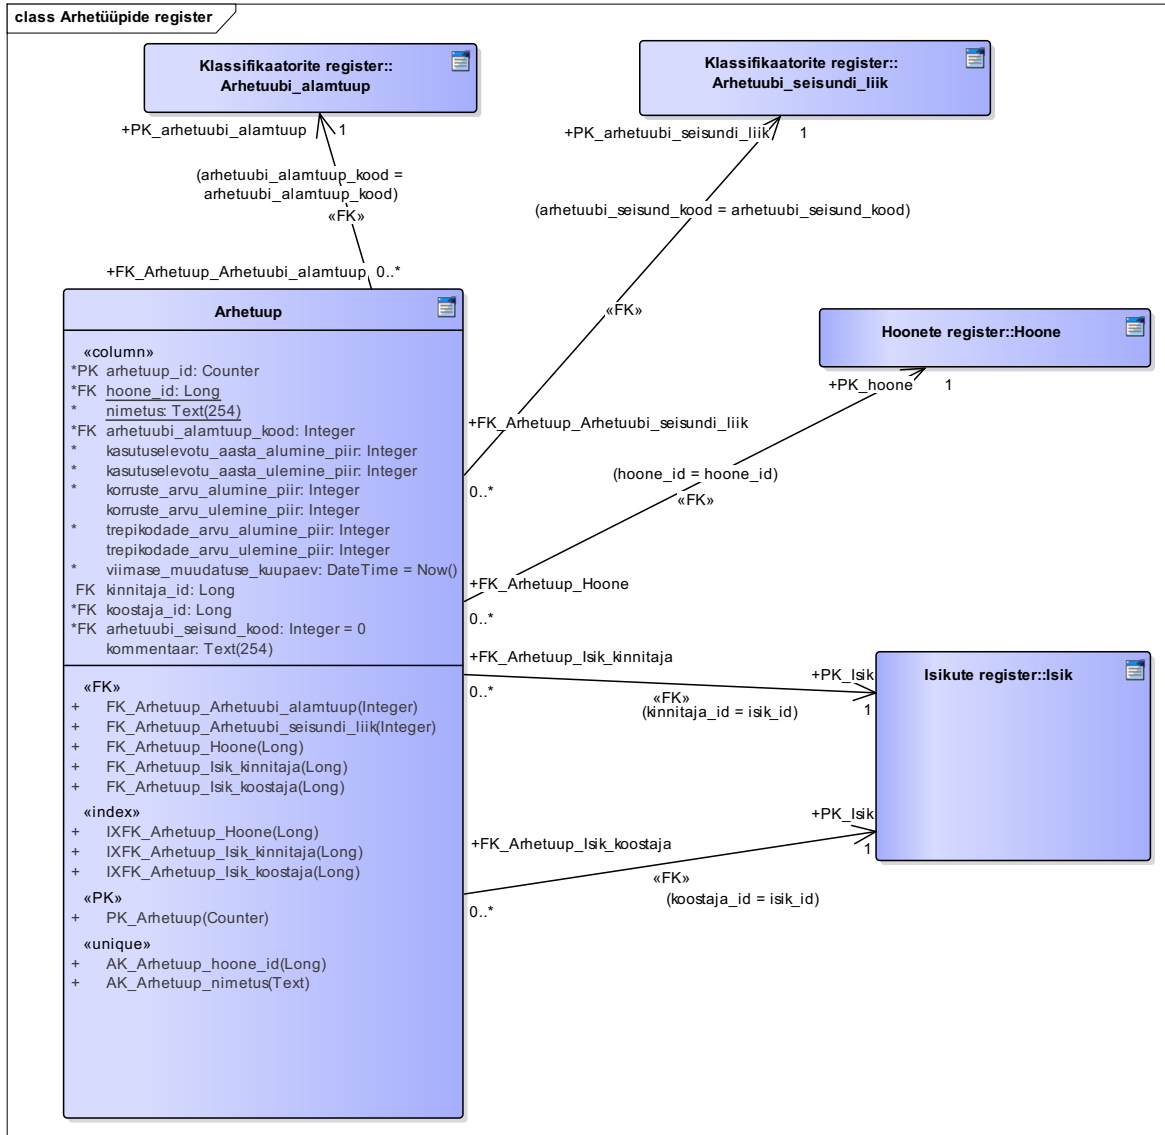 class Arhetüüpide register
Klassifikaatorite register::
Arhetuubi_alamtuup
Klassifikaatorite register::
Arhetuubi_seisundi_liik
+PK_arhetuubi_alamtuup
1
+PK_arhetuubi_seisundi_liik
1
(arhetuubi_alamtuup_kood =
arhetuubi_alamtuup_kood)
«FK»
(arhetuubi_seisund_kood = arhetuubi_seisund_kood)
«FK»
+FK_Arhetuup_Arhetuubi_alamtuup
0..*
Hoonete register::Hoone
+PK_hoone
1
+FK_Arhetuup_Arhetuubi_seisundi_liik
0..*
(hoone_id = hoone_id)
«FK»
+FK_Arhetuup_Hoone
0..*
Arhetuup
«column»
*PK arhetuup_id: Counter
*FK hoone_id: Long
* nimetus: Text(254)
*FK arhetuubi_alamtuup_kood: Integer
* kasutuselevotu_aasta_alumine_piir: Integer
* kasutuselevotu_aasta_ulemine_piir: Integer
* korruste_arvu_alumine_piir: Integer
korruste_arvu_ulemine_piir: Integer
* trepikodade_arvu_alumine_piir: Integer
trepikodade_arvu_ulemine_piir: Integer
* viimase_muudatuse_kuupaev: DateTime = Now()
FK kinnitaja_id: Long
*FK koostaja_id: Long
*FK arhetuubi_seisund_kood: Integer = 0
kommentaar: Text(254)
«FK»
+ FK_Arhetuup_Arhetuubi_alamtuup(Integer)
+ FK_Arhetuup_Arhetuubi_seisundi_liik(Integer)
+ FK_Arhetuup_Hoone(Long)
+ FK_Arhetuup_Isik_kinnitaja(Long)
+ FK_Arhetuup_Isik_koostaja(Long)
«index»
+ IXFK_Arhetuup_Hoone(Long)
+ IXFK_Arhetuup_Isik_kinnitaja(Long)
+ IXFK_Arhetuup_Isik_koostaja(Long)
«PK»
+ PK_Arhetuup(Counter)
«unique»
+ AK_Arhetuup_hoone_id(Long)
+ AK_Arhetuup_nimetus(Text)
+FK_Arhetuup_Isik_kinnitaja
0..*
+PK_Isik
1
«FK»
(kinnitaja_id = isik_id)
Isikute register::Isik
+FK_Arhetuup_Isik_koostaja
0..*
+PK_Isik
1
«FK»
(koostaja_id = isik_id)